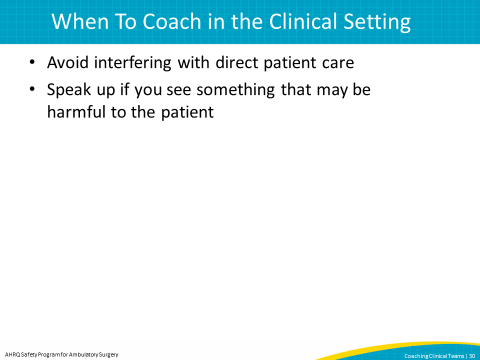 When To Coach in the Clinical Setting
• Avoid interfering with direct patient care
• Speak up if you see something that may be
harmful to the patient
AHRQ Safety Program for Ambulatory Surgery
Coaching Clinical Teams | 30